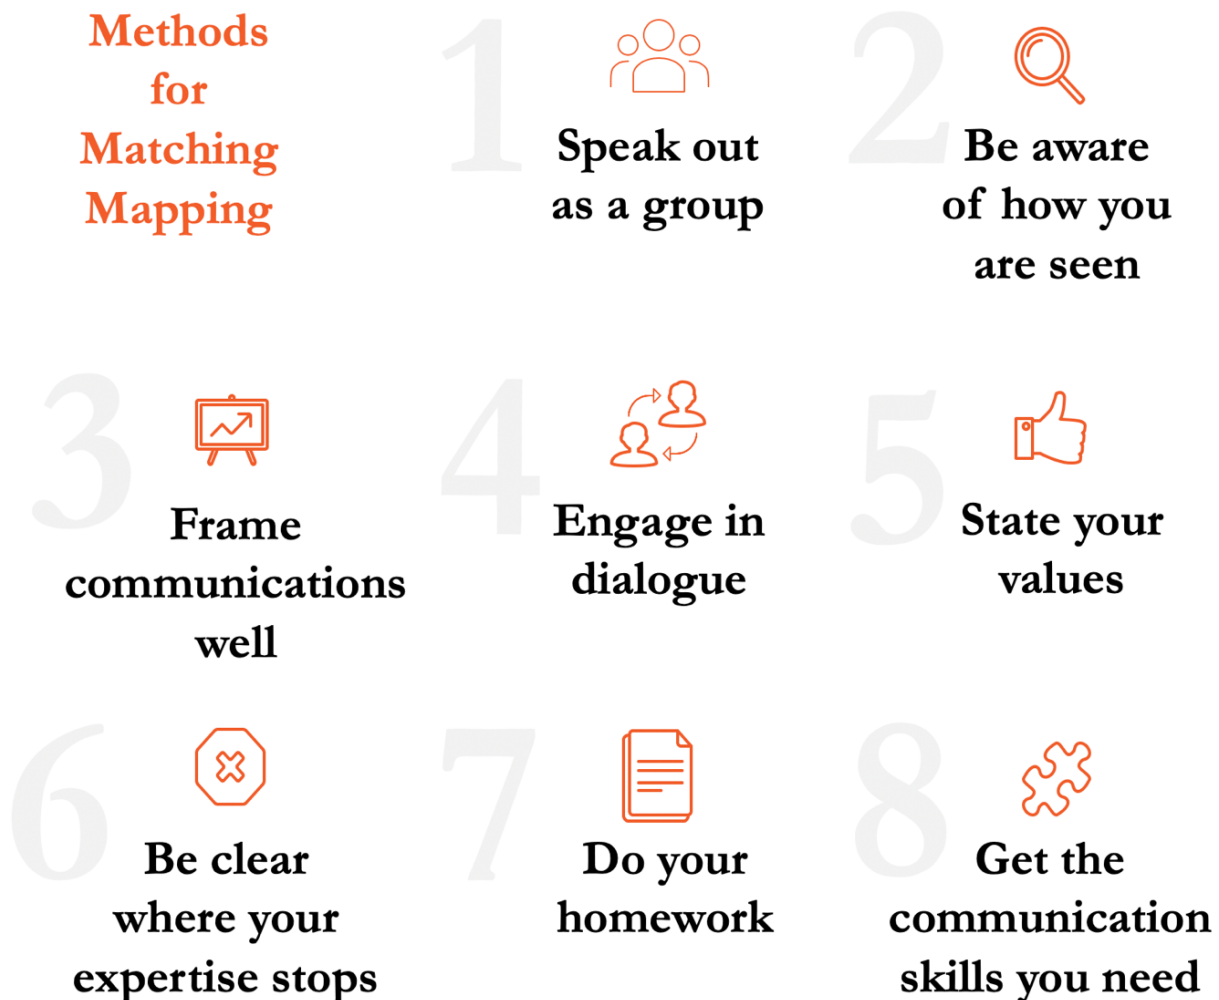 Methods
for
Matching
Mapping
1
Speak out
as a group
2
Be aware
of how you
are seen
3
Frame
communications
well
4
Engage in
dialogue
5
State your
values
6
Be clear
where your
expertise stops
7
Do your
homework
8
Get the
communication
skills you need